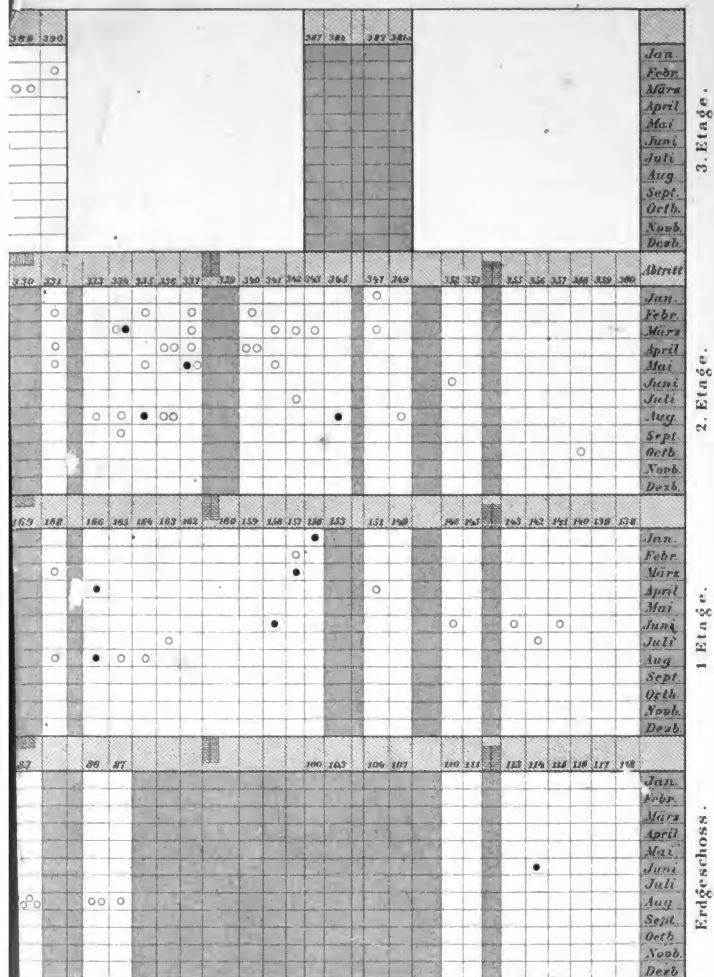 389 390 387 382 381a
Jan.
Febr.
März
April
Mai
Juni
Juli
Aug
Sept.
Octb.
Novb.
Dezb.
3. Etage.
Abtritt
330 331 333 334 335 336 337 339 340 341 342 343 345 347 349 352 353 355 356 357 358 359 360
Jan.
Febr.
März
April
Mai
Juni
Juli
Aug.
Sept.
Octb
Novb.
Dezb.
2. Etage.
169 168 166 165 164 163 162 160 159 158 157 156 153 151 149 146 145 143 142 141 140 139 138
Jan.
Febr.
März
April
Mai
Juni
Juli
Aug
Sept.
Octb.
Novb.
Dezb.
1 Etage.
83 86 87 100 103 104 107 110 111 113 114 115 116 117 118
Jan.
Febr.
März
April
Mai
Juni
Juli
Aug
Sept.
Octb
Novb.
Dezb
Erdgeschoss.